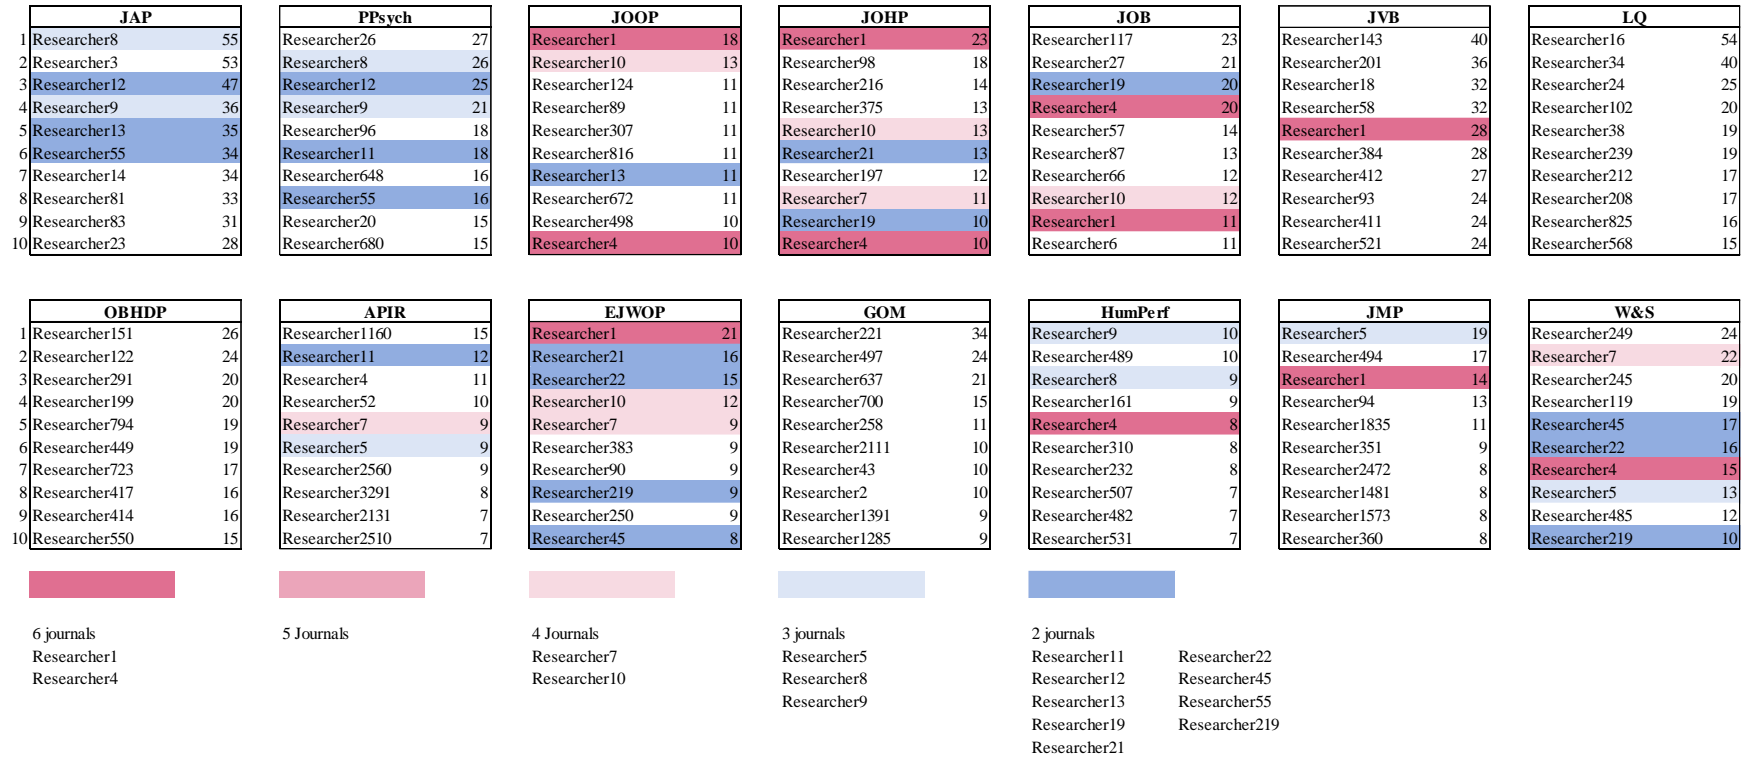 JAP PPsych JOOP JOHP JOB JVB LQ
1 Researcher8 55 Researcher26 27 Researcher1 18 Researcher1 23 Researcher117 23 Researcher143 40 Researcher16 54
2 Researcher3 53 Researcher8 26 Researcher10 13 Researcher98 18 Researcher27 21 Researcher201 36 Researcher34 40
3 Researcher12 47 Researcher12 25 Researcher124 11 Researcher216 14 Researcher19 20 Researcher18 32 Researcher24 25
4 Researcher9 36 Researcher9 21 Researcher89 11 Researcher375 13 Researcher4 20 Researcher58 32 Researcher102 20
5 Researcher13 35 Researcher96 18 Researcher307 11 Researcher10 13 Researcher57 14 Researcher1 28 Researcher38 19
6 Researcher55 34 Researcher11 18 Researcher816 11 Researcher21 13 Researcher87 13 Researcher384 28 Researcher239 19
7 Researcher14 34 Researcher648 16 Researcher13 11 Researcher197 12 Researcher66 12 Researcher412 27 Researcher212 17
8 Researcher81 33 Researcher55 16 Researcher672 11 Researcher7 11 Researcher10 12 Researcher93 24 Researcher208 17
9 Researcher83 31 Researcher20 15 Researcher498 10 Researcher19 10 Researcher1 11 Researcher411 24 Researcher825 16
10 Researcher23 28 Researcher680 15 Researcher4 10 Researcher4 10 Researcher6 11 Researcher521 24 Researcher568 15
OBHDP APIR EJWOP GOM HumPerf JMP W&S
1 Researcher151 26 Researcher1160 15 Researcher1 21 Researcher221 34 Researcher9 10 Researcher5 19 Researcher249 24
2 Researcher122 24 Researcher11 12 Researcher21 16 Researcher497 24 Researcher489 10 Researcher494 17 Researcher7 22
3 Researcher291 20 Researcher4 11 Researcher22 15 Researcher637 21 Researcher8 9 Researcher1 14 Researcher245 20
4 Researcher199 20 Researcher52 10 Researcher10 12 Researcher700 15 Researcher161 9 Researcher94 13 Researcher119 19
5 Researcher794 19 Researcher7 9 Researcher7 9 Researcher258 11 Researcher4 8 Researcher1835 11 Researcher45 17
6 Researcher449 19 Researcher5 9 Researcher383 9 Researcher2111 10 Researcher310 8 Researcher351 9 Researcher22 16
7 Researcher723 17 Researcher2560 9 Researcher90 9 Researcher43 10 Researcher232 8 Researcher2472 8 Researcher4 15
8 Researcher417 16 Researcher3291 8 Researcher219 9 Researcher2 10 Researcher507 7 Researcher1481 8 Researcher5 13
9 Researcher414 16 Researcher2131 7 Researcher250 9 Researcher1391 9 Researcher482 7 Researcher1573 8 Researcher485 12
10 Researcher550 15 Researcher2510 7 Researcher45 8 Researcher1285 9 Researcher531 7 Researcher360 8 Researcher219 10
6 journals 5 Journals 4 Journals 3 journals 2 journals
Researcher1 Researcher7 Researcher5 Researcher11 Researcher22
Researcher4 Researcher10 Researcher8 Researcher12 Researcher45
Researcher9 Researcher13 Researcher55
Researcher19 Researcher219
Researcher21